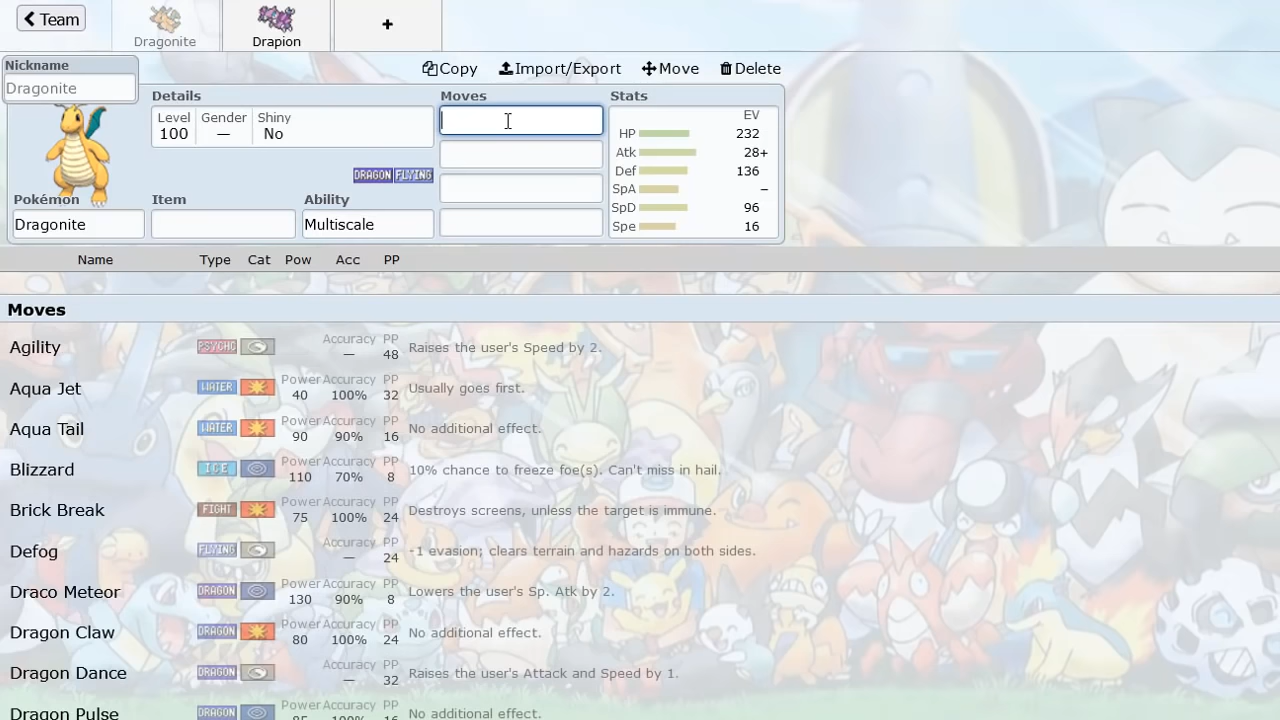 Team
Dragonite
Drapion
+
Nickname
Dragonite
Copy
Import/Export
Move
Delete
Details
Moves
Stats
Level
100
Gender
—
Shiny
No
DRAGON FLYING
EV
HP 232
Atk 28+
Def 136
SpA –
SpD 96
Spe 16
Pokémon
Dragonite
Item
Ability
Multiscale
Name Type Cat Pow Acc PP
Moves
Agility PSYCHC Accuracy — PP 48 Raises the user's Speed by 2.
Aqua Jet WATER Power 40 Accuracy 100% PP 32 Usually goes first.
Aqua Tail WATER Power 90 Accuracy 90% PP 16 No additional effect.
Blizzard ICE Power 110 Accuracy 70% PP 8 10% chance to freeze foe(s). Can't miss in hail.
Brick Break FIGHT Power 75 Accuracy 100% PP 24 Destroys screens, unless the target is immune.
Defog FLYING Accuracy — PP 24 -1 evasion; clears terrain and hazards on both sides.
Draco Meteor DRAGON Power 130 Accuracy 90% PP 8 Lowers the user's Sp. Atk by 2.
Dragon Claw DRAGON Power 80 Accuracy 100% PP 24 No additional effect.
Dragon Dance DRAGON Accuracy — PP 32 Raises the user's Attack and Speed by 1.
Dragon Pulse DRAGON Power 85 Accuracy 100% PP 16 No additional effect.